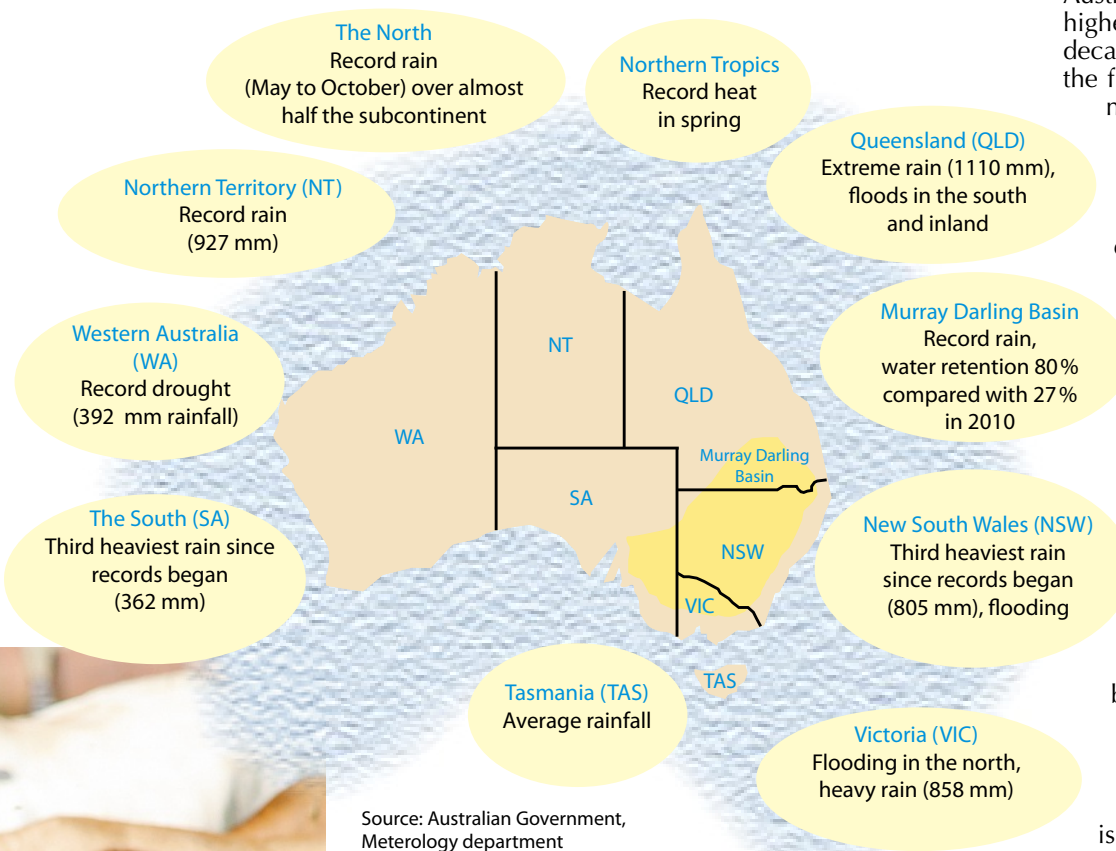 The North
Record rain
(May to October) over almost
half the subcontinent
Northern Tropics
Record heat
in spring
Queensland (QLD)
Extreme rain (1110 mm),
floods in the south
and inland
Northern Territory (NT)
Record rain
(927 mm)
Murray Darling Basin
Record rain,
water retention 80%
compared with 27%
in 2010
Western Australia
(WA)
Record drought
(392 mm rainfall)
NT
QLD
WA
Murray Darling
Basin
SA
NSW
VIC
TAS
The South (SA)
Third heaviest rain since
records began
(362 mm)
New South Wales (NSW)
Third heaviest rain
since records began
(805 mm), flooding
Tasmania (TAS)
Average rainfall
Victoria (VIC)
Flooding in the north,
heavy rain (858 mm)
Source: Australian Government,
Meterology department
highe
deca
the f
is